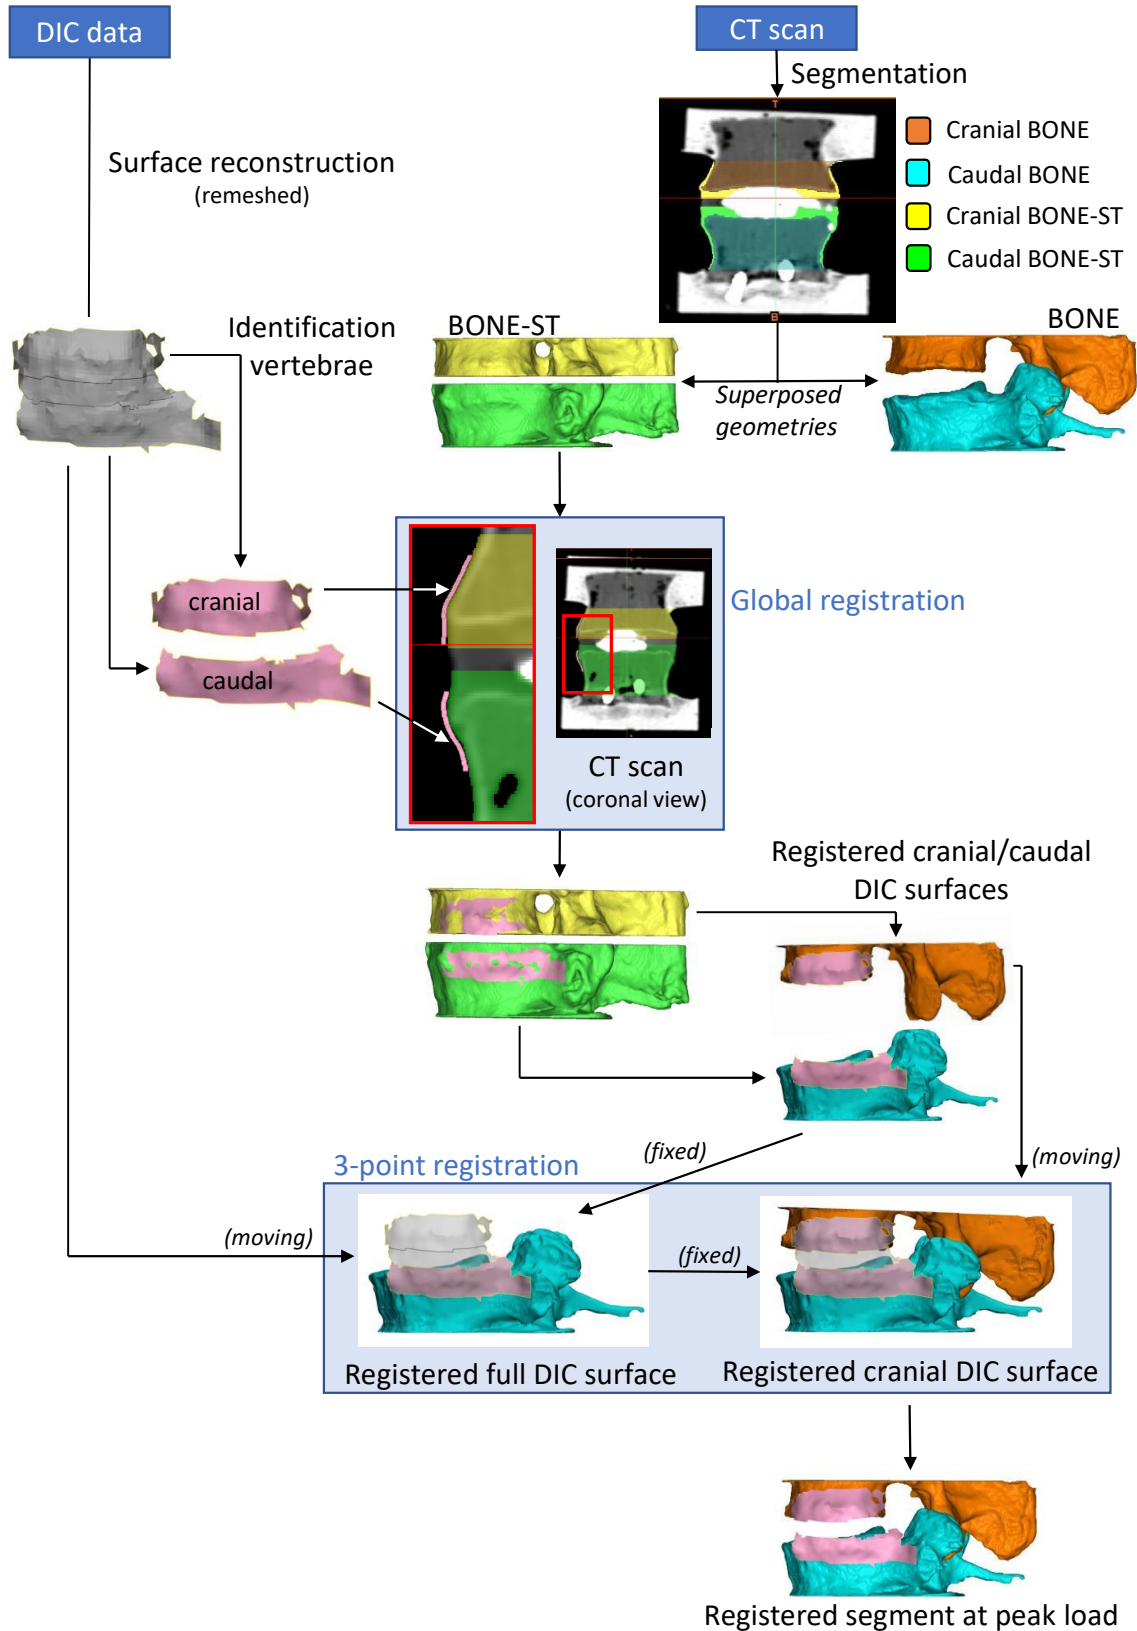 DIC data
CT scan
Segmentation
T
Cranial BONE
Caudal BONE
Cranial BONE-ST
Caudal BONE-ST
B
Surface reconstruction
(remeshed)
Identification
vertebrae
BONE-ST
BONE
Superposed
geometries
cranial
caudal
Global registration
CT scan
(coronal view)
Registered cranial/caudal
DIC surfaces
3-point registration
(fixed)
(moving)
(moving)
(fixed)
Registered full DIC surface
Registered cranial DIC surface
Registered segment at peak load